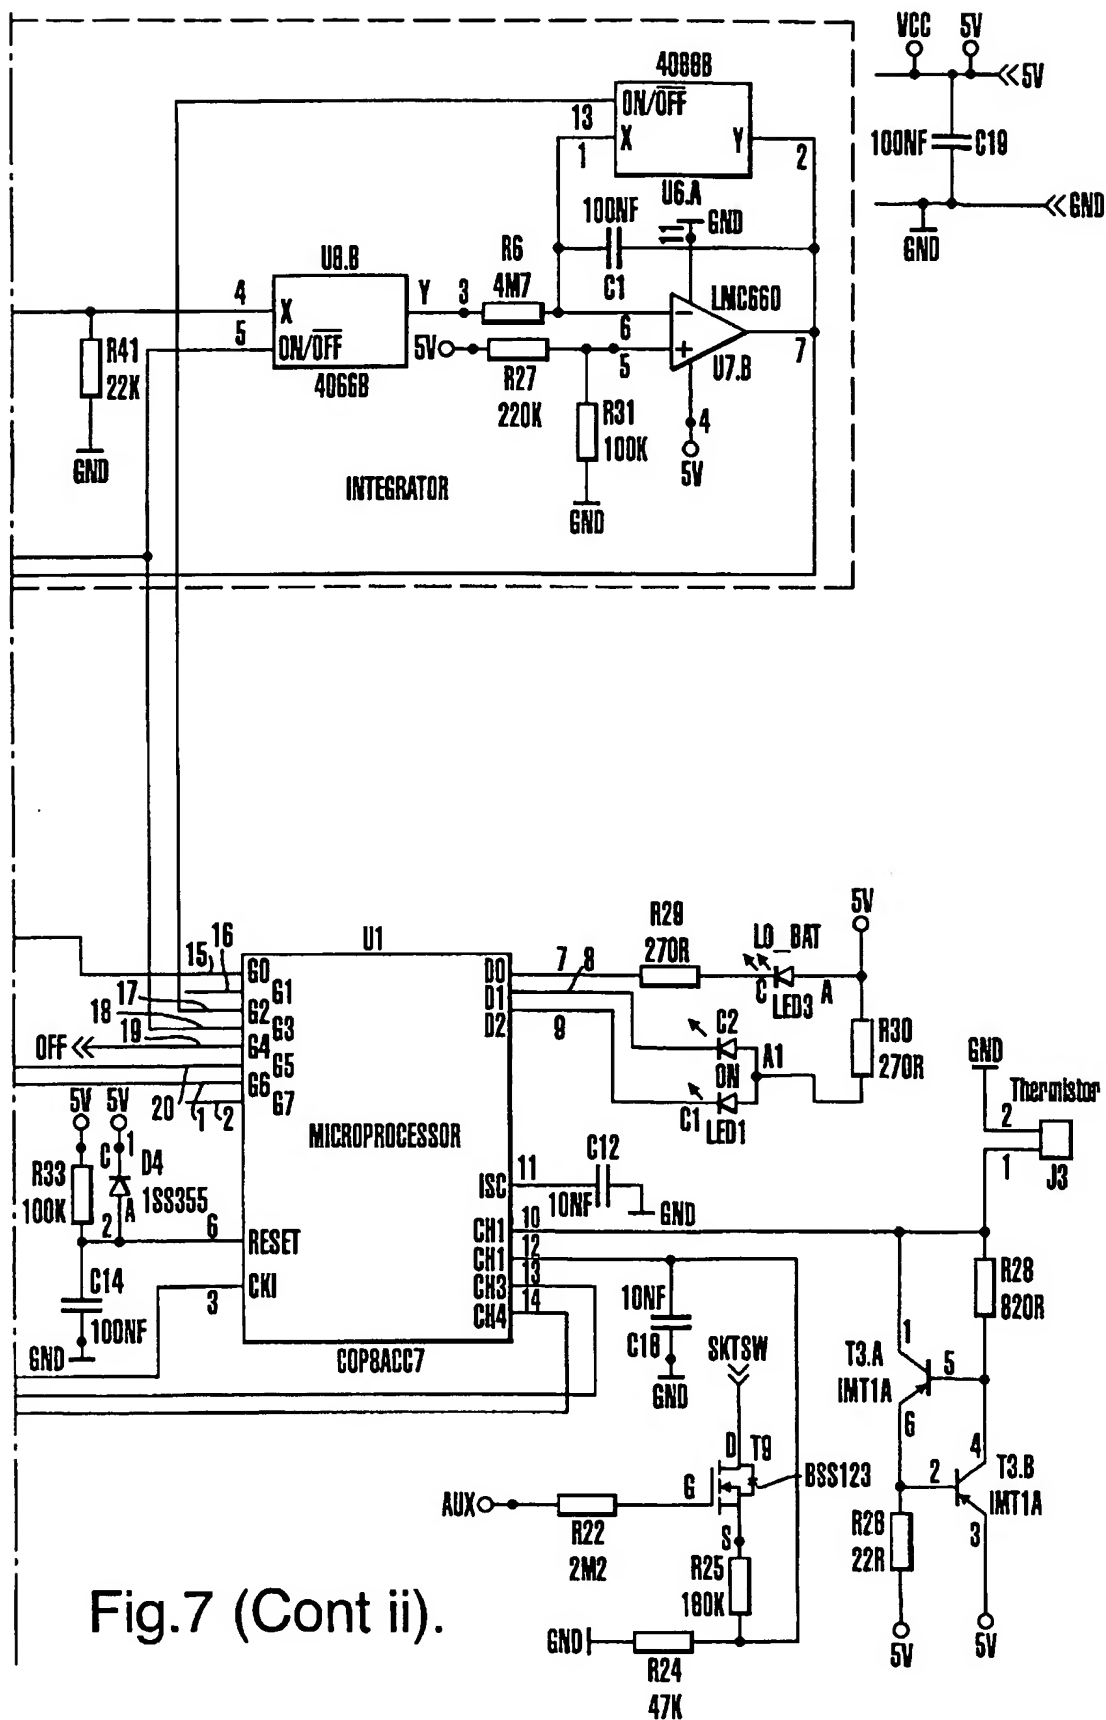 VCC 5V
5V
100NF C19
GND
GND
4088B
ON/OFF
13
X Y
1 2
U6.A
100NF
GND
11
C1
U8.B
R6
4M7
4 Y 3
X
5
ON/OFF
4066B
LMC660
6
5
7
U7.B
5V
R27
220K
R41
22K
R31
100K
4
5V
GND
INTEGRATOR
GND
U1
15 16
G0
G1
17
G2
18
G3
19
OFF
G4
G5
G6
20 1 2
G7
MICROPROCESSOR
D0
D1
D2
7 8
9
R29
270R
LO_BAT
5V
C A
LED3
C2
ON
A1
C1 LED1
R30
270R
GND
Thermistor
2
1
J3
5V 5V
C 1
R33
100K
D4
1SS355
A
2
6
RESET
C14
100NF
3
CKI
GND
ISC
11
C12
10NF
GND
CH1 10
CH1 12
CH3 13
CH4 14
COP8ACC7
10NF
C18
GND
SKTSW
R28
820R
1
T3.A
IMT1A
5
6
4
2
T3.B
IMT1A
3
D T9
BSS123
G
AUX
R22
2M2
S
R25
180K
R26
22R
5V
5V
GND
R24
47K
Fig.7 (Cont ii).